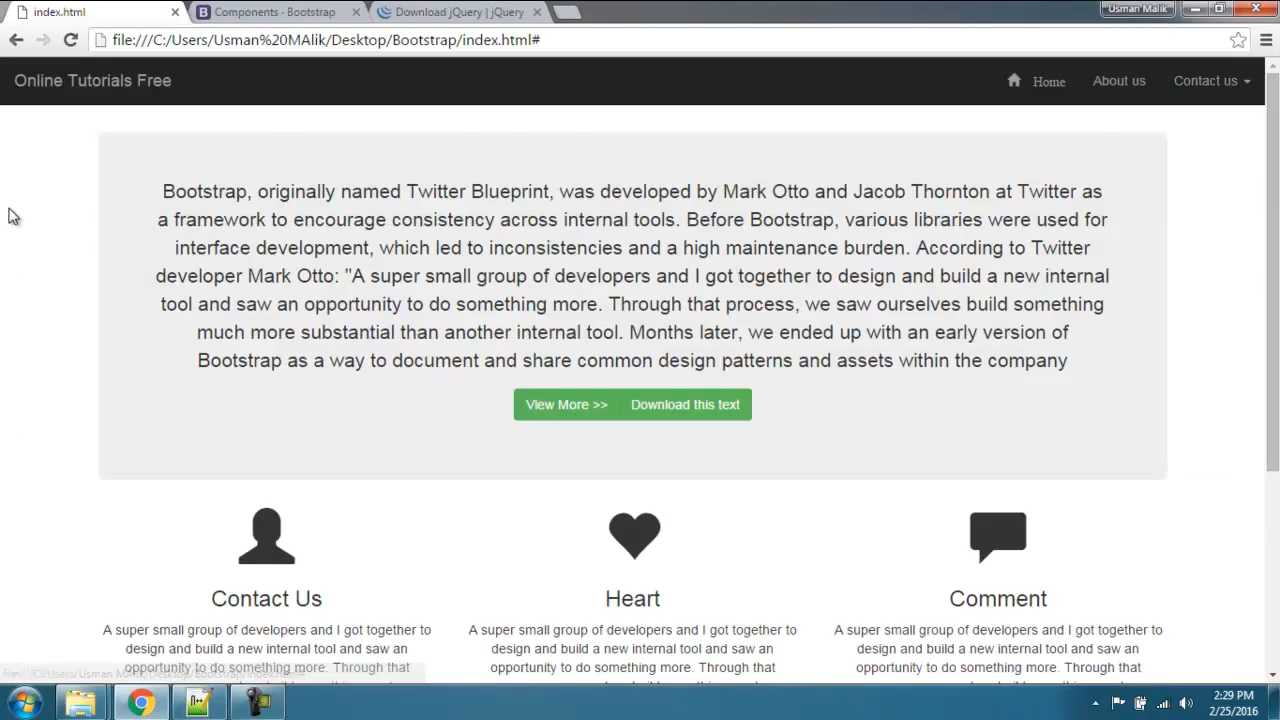 index.html
Components · Bootstrap
Download jQuery | jQuery
Usman Malik
file:///C:/Users/Usman%20MAlik/Desktop/Bootstrap/index.html#
Online Tutorials Free
Home
About us
Contact us
Bootstrap, originally named Twitter Blueprint, was developed by Mark Otto and Jacob Thornton at Twitter as
a framework to encourage consistency across internal tools. Before Bootstrap, various libraries were used for
interface development, which led to inconsistencies and a high maintenance burden. According to Twitter
developer Mark Otto: "A super small group of developers and I got together to design and build a new internal
tool and saw an opportunity to do something more. Through that process, we saw ourselves build something
much more substantial than another internal tool. Months later, we ended up with an early version of
Bootstrap as a way to document and share common design patterns and assets within the company
View More >>
Download this text
Contact Us
A super small group of developers and I got together to
design and build a new internal tool and saw an
opportunity to do something more. Through that
Heart
A super small group of developers and I got together to
design and build a new internal tool and saw an
opportunity to do something more. Through that
Comment
A super small group of developers and I got together to
design and build a new internal tool and saw an
opportunity to do something more. Through that
2:29 PM
2/25/2016